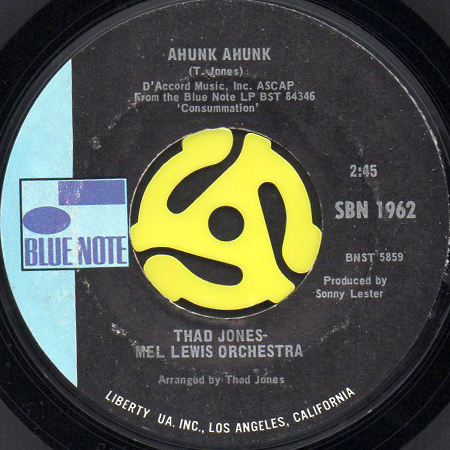 AHUNK AHUNK
(T. Jones)
D'Accord Music, Inc. ASCAP
From the Blue Note LP BST 84346
'Consummation'
2:45
SBN 1962
BLUE NOTE
BNST 5859
Produced by
Sonny Lester
THAD JONES-
MEL LEWIS ORCHESTRA
Arranged by Thad Jones
LIBERTY UA, INC., LOS ANGELES, CALIFORNIA